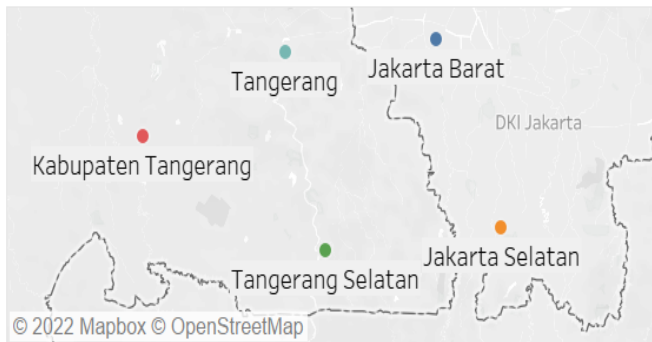 Jakarta Barat
Tangerang
DKI Jakarta
Kabupaten Tangerang
Jakarta Selatan
Tangerang Selatan
© 2022 Mapbox © OpenStreetMap